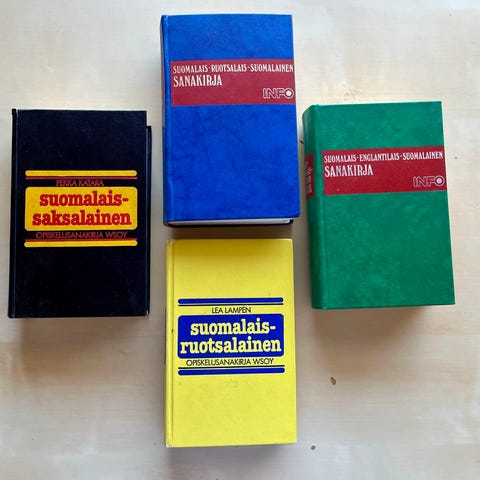 SUOMALAIS-RUOTSALAIS-SUOMALAINEN
SANAKIRJA
INFO
SUOMALAIS-ENGLANTILAIS-SUOMALAINEN
SANAKIRJA
INFO
PEKKA KATARA
suomalais-
saksalainen
OPISKELUSANAKIRJA WSOY
LEA LAMPÉN
suomalais-
ruotsalainen
OPISKELUSANAKIRJA WSOY